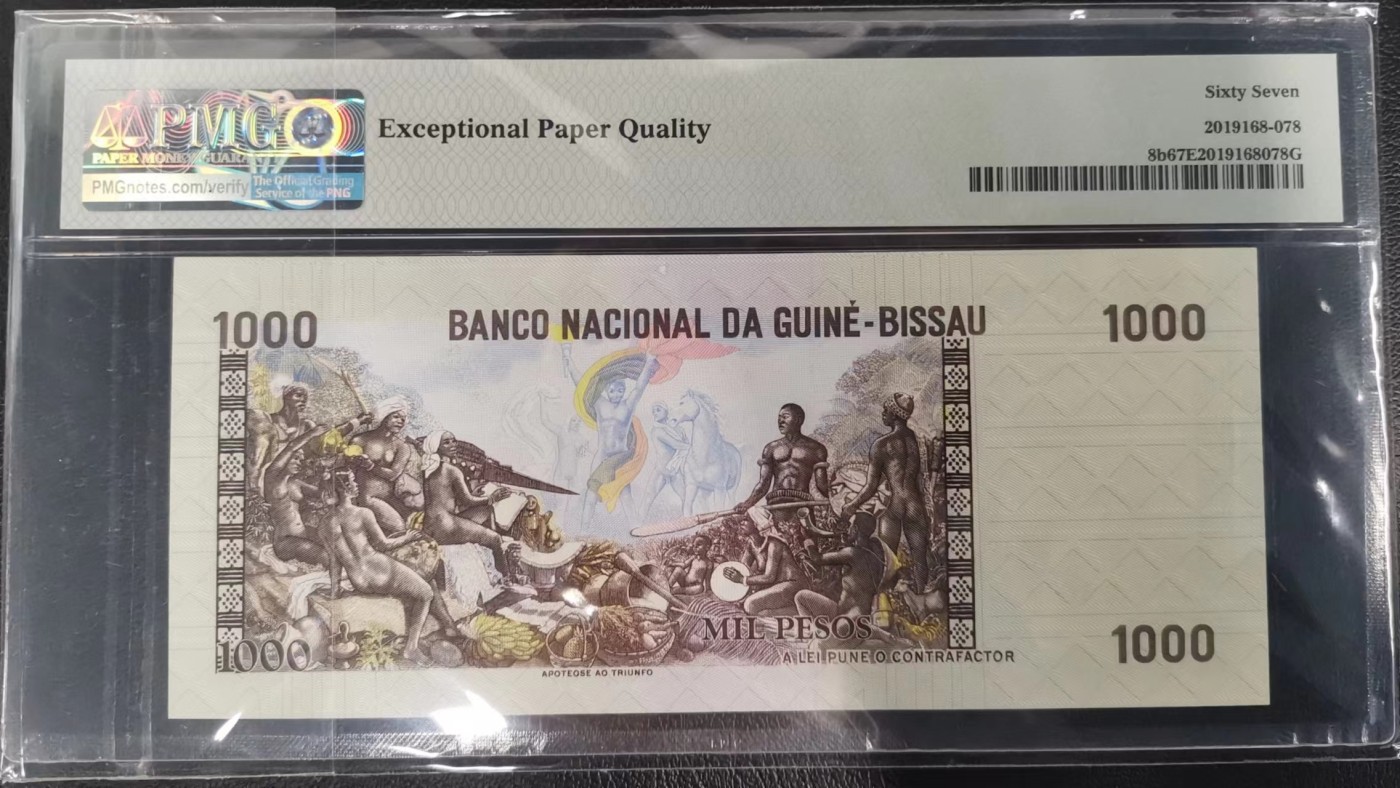 PMG
PAPER MONEY GUARAN
PMGnotes.com/verify
The Official Grading
Service of the PNG
Exceptional Paper Quality
Sixty Seven
2019168-078
8b67E2019168078G
1000
BANCO NACIONAL DA GUINÉ-BISSAU
1000
MIL PESOS
1000
A LEI PUNE O CONTRAFACTOR
1000
APOTEOSE AO TRIUNFO